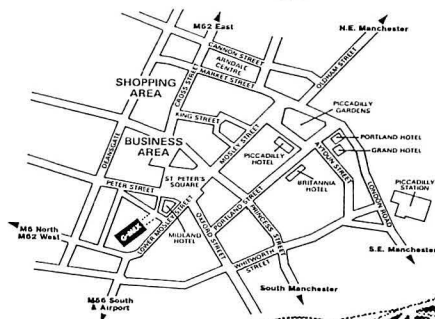 M62 East
N.E. Manchester
CANNON STREET
ARNDALE
CENTRE
MARKET STREET
OLDHAM STREET
SHOPPING
AREA
CROSS STREET
KING STREET
PICCADILLY
GARDENS
DEANSGATE
BUSINESS
AREA
MOSLEY STREET
PICCADILLY
HOTEL
AYTOUN STREET
PORTLAND HOTEL
GRAND HOTEL
PETER STREET
ST PETER'S
SQUARE
BRITANNIA
HOTEL
LONDON ROAD
PICCADILLY
STATION
PORTLAND STREET
PRINCESS STREET
OXFORD STREET
LOWER MOSLEY STREET
MIDLAND
HOTEL
M6 North
M62 West
G-MEX
WHITWORTH
STREET
S.E. Manchester
South Manchester
M56 South
& Airport